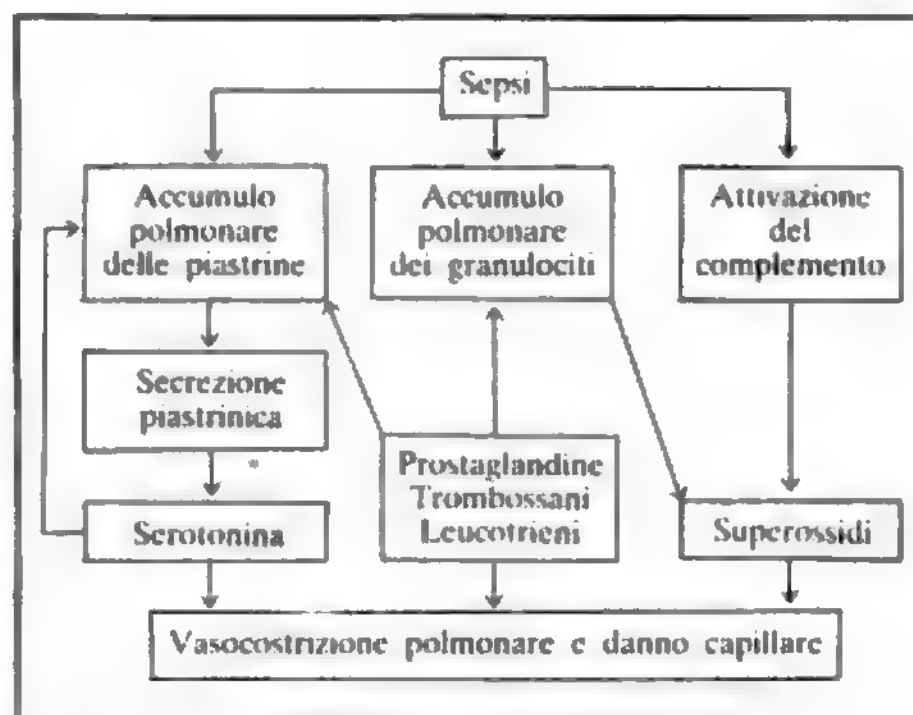 Sepsi
Accumulo
polmonare
delle piastrine
Accumulo
polmonare
dei granulociti
Attivazione
del
complemento
Secrezione
piastrinica
Prostaglandine
Trombossani
Leucotrieni
Serotonina
Superossidi
Vasocostrizione polmonare e danno capillare